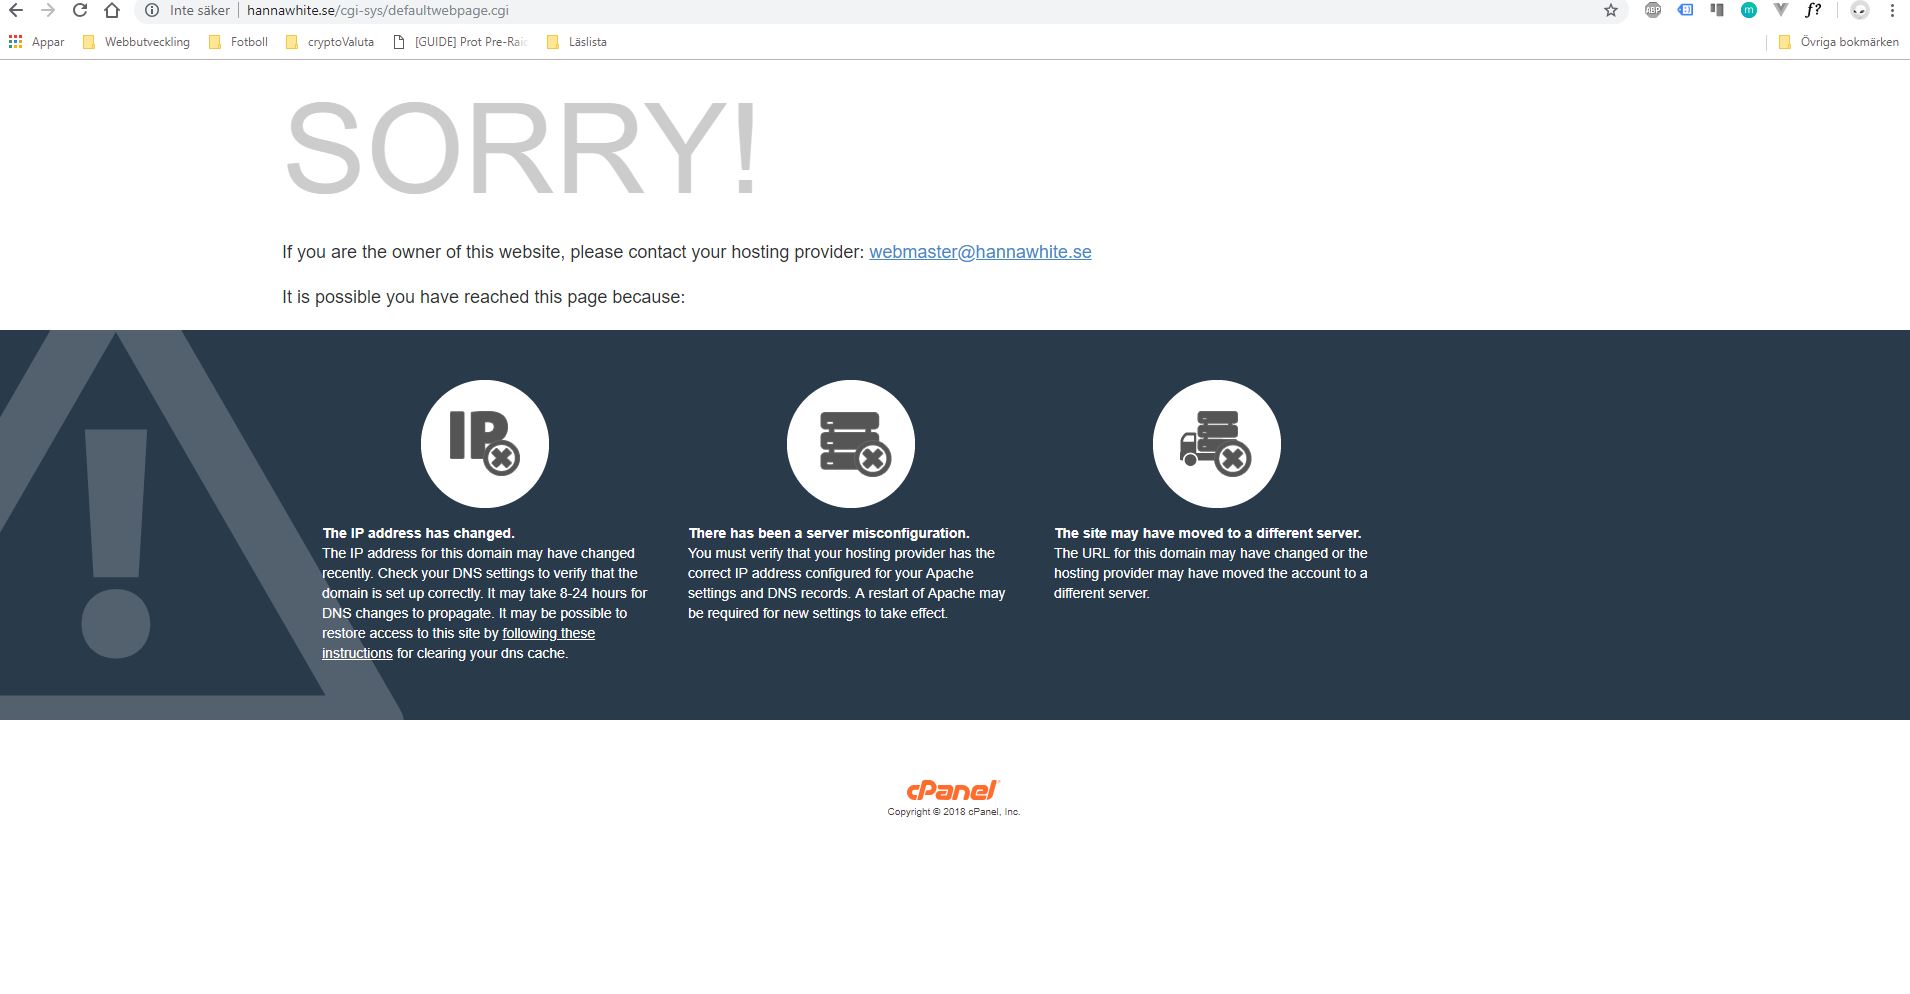 Inte säker hannawhite.se/cgi-sys/defaultwebpage.cgi
ABP m f?
Appar Webbutveckling Fotboll cryptoValuta [GUIDE] Prot Pre-Raid Läslista Övriga bokmärken
SORRY!
If you are the owner of this website, please contact your hosting provider: webmaster@hannawhite.se
It is possible you have reached this page because:
IP
The IP address has changed.
The IP address for this domain may have changed
recently. Check your DNS settings to verify that the
domain is set up correctly. It may take 8-24 hours for
DNS changes to propagate. It may be possible to
restore access to this site by following these
instructions for clearing your dns cache.
There has been a server misconfiguration.
You must verify that your hosting provider has the
correct IP address configured for your Apache
settings and DNS records. A restart of Apache may
be required for new settings to take effect.
The site may have moved to a different server.
The URL for this domain may have changed or the
hosting provider may have moved the account to a
different server.
cPanel
Copyright © 2018 cPanel, Inc.